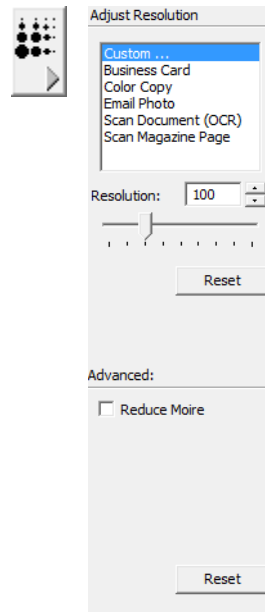 Adjust Resolution
Custom ...
Business Card
Color Copy
Email Photo
Scan Document (OCR)
Scan Magazine Page
Resolution: 100
Reset
Advanced:
Reduce Moire
Reset